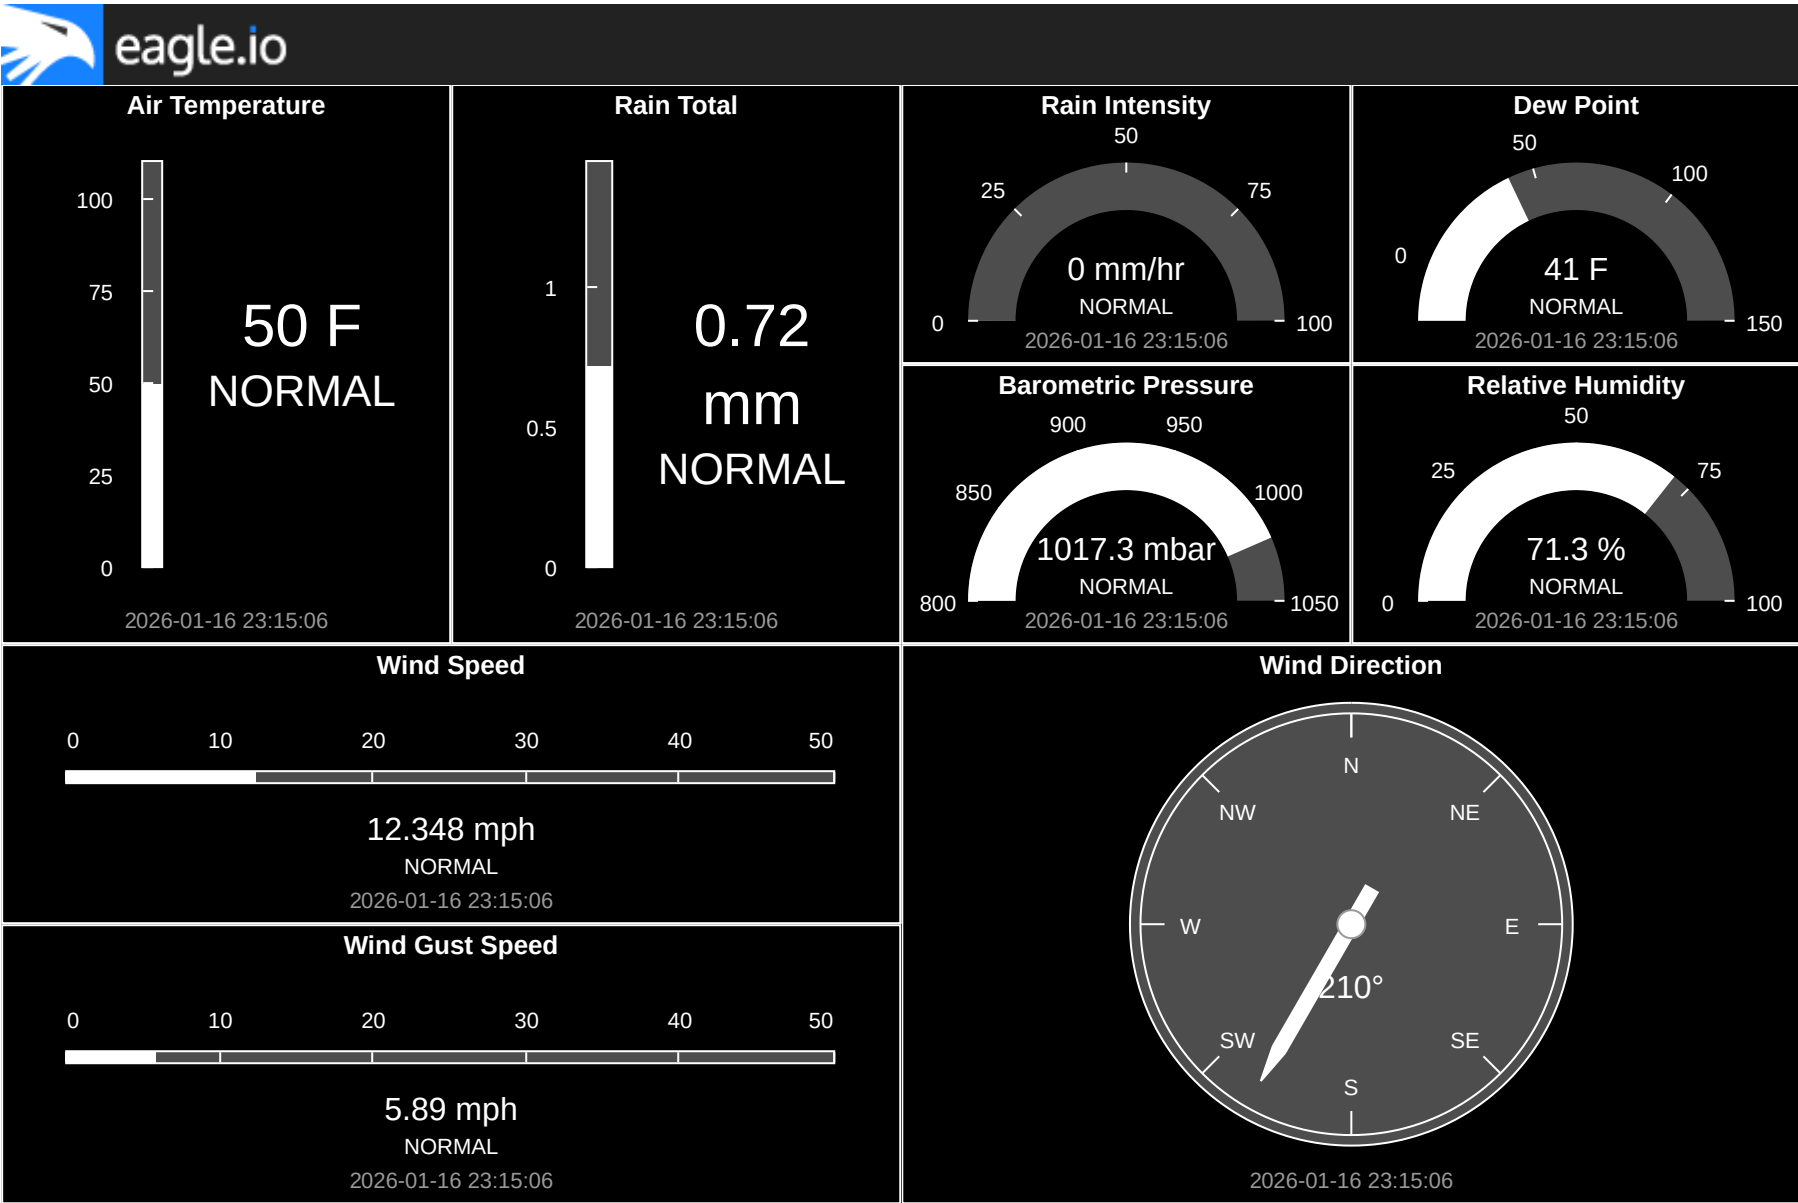 eagle.io
Air Temperature
100
75
50
25
0
50 F
NORMAL
2026-01-16 23:15:06
Rain Total
1
0.5
0
0.72
mm
NORMAL
2026-01-16 23:15:06
Rain Intensity
0
25
50
75
100
0 mm/hr
NORMAL
2026-01-16 23:15:06
Dew Point
0
50
100
150
41 F
NORMAL
2026-01-16 23:15:06
Barometric Pressure
800
850
900
950
1000
1050
1017.3 mbar
NORMAL
2026-01-16 23:15:06
Relative Humidity
0
25
50
75
100
71.3 %
NORMAL
2026-01-16 23:15:06
Wind Speed
0 10 20 30 40 50
12.348 mph
NORMAL
2026-01-16 23:15:06
Wind Gust Speed
0 10 20 30 40 50
5.89 mph
NORMAL
2026-01-16 23:15:06
Wind Direction
N
NW NE
W E
210°
SW SE
S
2026-01-16 23:15:06